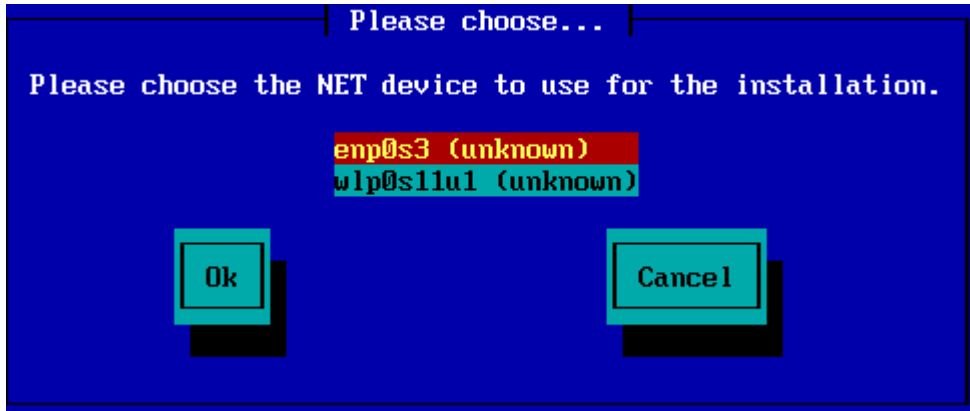 Please choose...
Please choose the NET device to use for the installation.
enp0s3 (unknown)
wlp0s11u1 (unknown)
Ok
Cancel